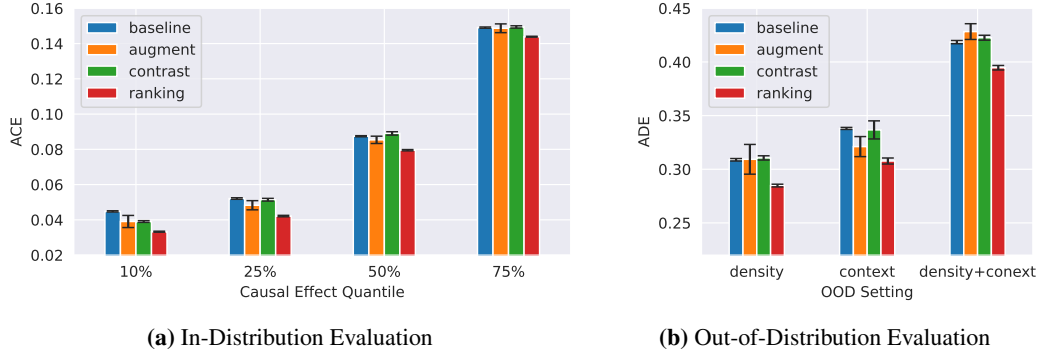 0.16
0.14
0.12
0.10
0.08
0.06
0.04
0.02
ACE
baseline
augment
contrast
ranking
10% 25% 50% 75%
Causal Effect Quantile
(a) In-Distribution Evaluation
0.45
0.40
0.35
0.30
0.25
ADE
baseline
augment
contrast
ranking
density context density+conext
OOD Setting
(b) Out-of-Distribution Evaluation